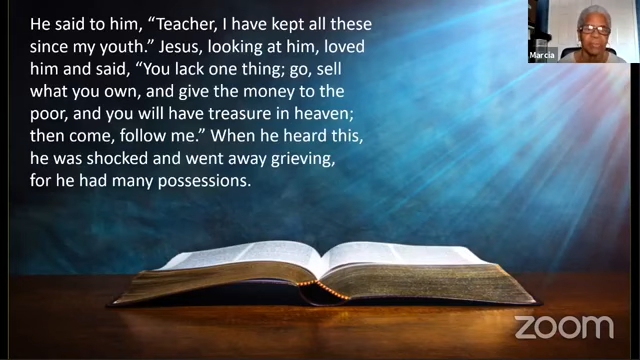 He said to him, “Teacher, I have kept all these
since my youth.” Jesus, looking at him, loved
him and said, “You lack one thing; go, sell
what you own, and give the money to the
poor, and you will have treasure in heaven;
then come, follow me.” When he heard this,
he was shocked and went away grieving,
for he had many possessions.
Marcia
zoom